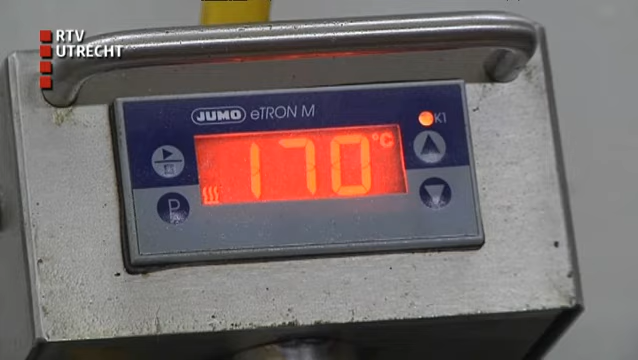 RTV
UTRECHT
JUMO eTRON M
K1
170 °C
P